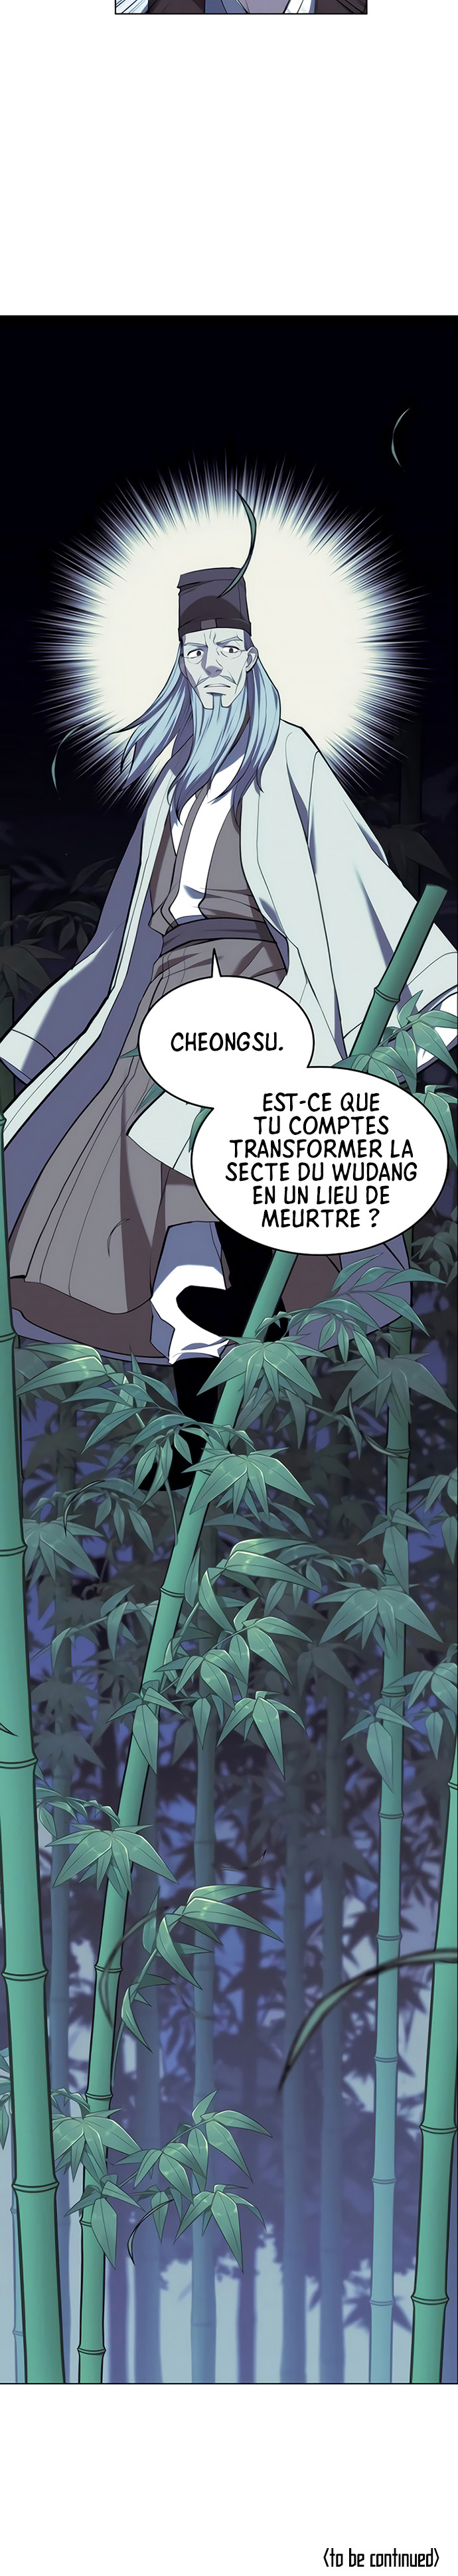 CHEONGSU.
EST-CE QUE
TU COMPTES
TRANSFORMER LA
SECTE DU WUDANG
EN UN LIEU DE
MEURTRE ?
<to be continued>